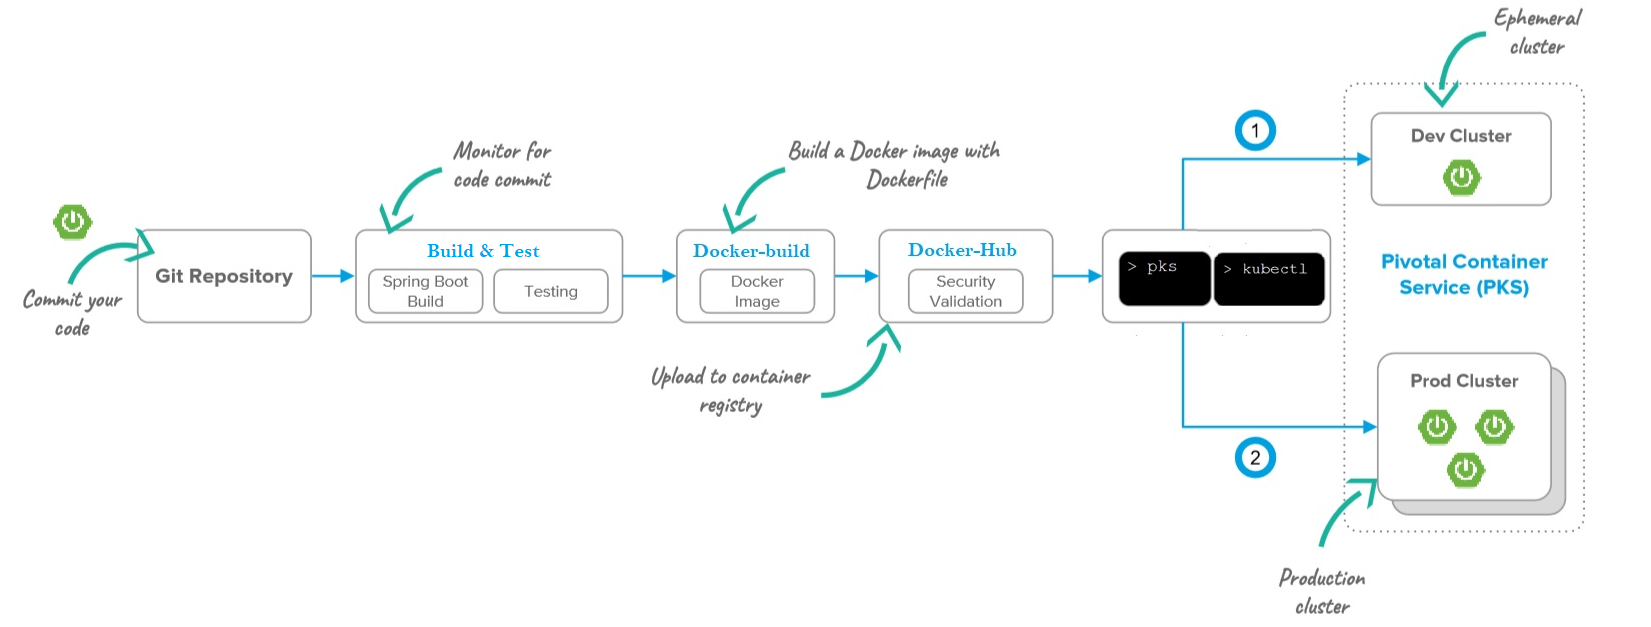 Ephemeral
cluster
1
Dev Cluster
Monitor for
code commit
Build a Docker image with
Dockerfile
Commit your
code
Git Repository
Build & Test
Spring Boot
Build
Testing
Docker-build
Docker
Image
Docker-Hub
Security
Validation
> pks
> kubectl
Pivotal Container
Service (PKS)
Upload to container
registry
Prod Cluster
2
Production
cluster